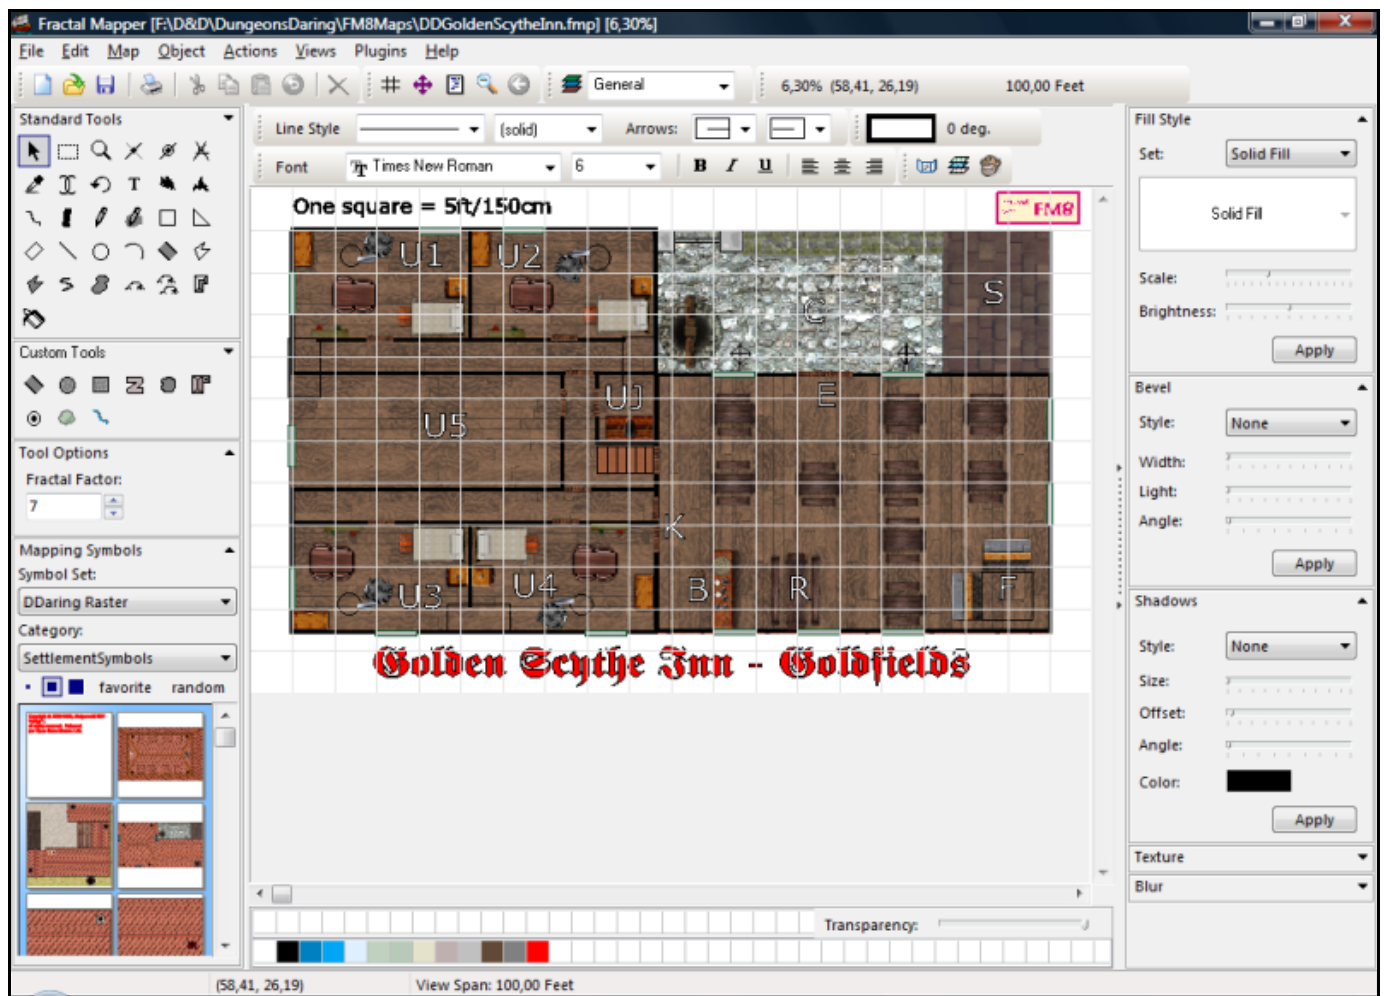 Fractal Mapper [F:\D&D\DungeonsDaring\FM8Maps\DDGoldenScytheInn.fmp] [6,30%]
File Edit Map Object Actions Views Plugins Help
General 6,30% (58,41, 26,19) 100,00 Feet
Standard Tools
Line Style (solid) Arrows: 0 deg.
Font Times New Roman 6 B I U
Fill Style
Set: Solid Fill
Solid Fill
Scale:
Brightness:
Apply
One square = 5ft/150cm
FM8
U1 U2
C S
U5 UJ E
K
U3 U4 B R F
Golden Scythe Inn - Goldfields
Custom Tools
Tool Options
Fractal Factor:
7
Mapping Symbols
Symbol Set:
DDaring Raster
Category:
SettlementSymbols
favorite random
Bevel
Style: None
Width:
Light:
Angle:
Apply
Shadows
Style: None
Size:
Offset:
Angle:
Color:
Apply
Texture
Blur
Transparency:
(58,41, 26,19) View Span: 100,00 Feet